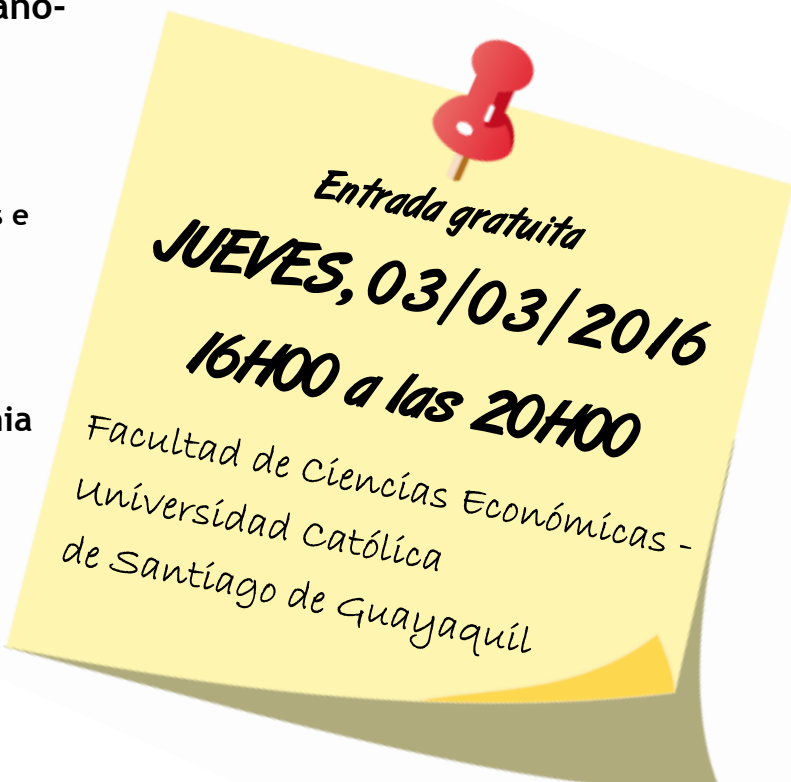 Entrada gratuita
JUEVES, 03/03/2016
16H00 a las 20H00
Facultad de Ciencias Económicas -
Universidad Católica
de Santiago de Guayaquil